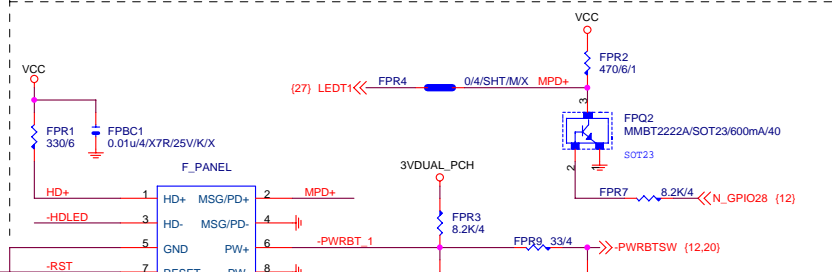 VCC
VCC
FPR2
470/6/1
{27} LEDT1 FPR4 0/4/SHT/M/X MPD+
3
FPR1
330/6
FPBC1
0.01u/4/X7R/25V/K/X
FPQ2
MMBT2222A/SOT23/600mA/40
SOT23
2 1
F_PANEL
3VDUAL_PCH
HD+ 1 HD+ MSG/PD+ 2 MPD+
FPR7 8.2K/4 N_GPIO28 {12}
-HDLED 3 HD- MSG/PD- 4
FPR3
8.2K/4
5 GND PW+ 6 -PWRBT_1 FPR9 33/4 -PWRBTSW {12,20}
-RST 7 RESET PW- 8